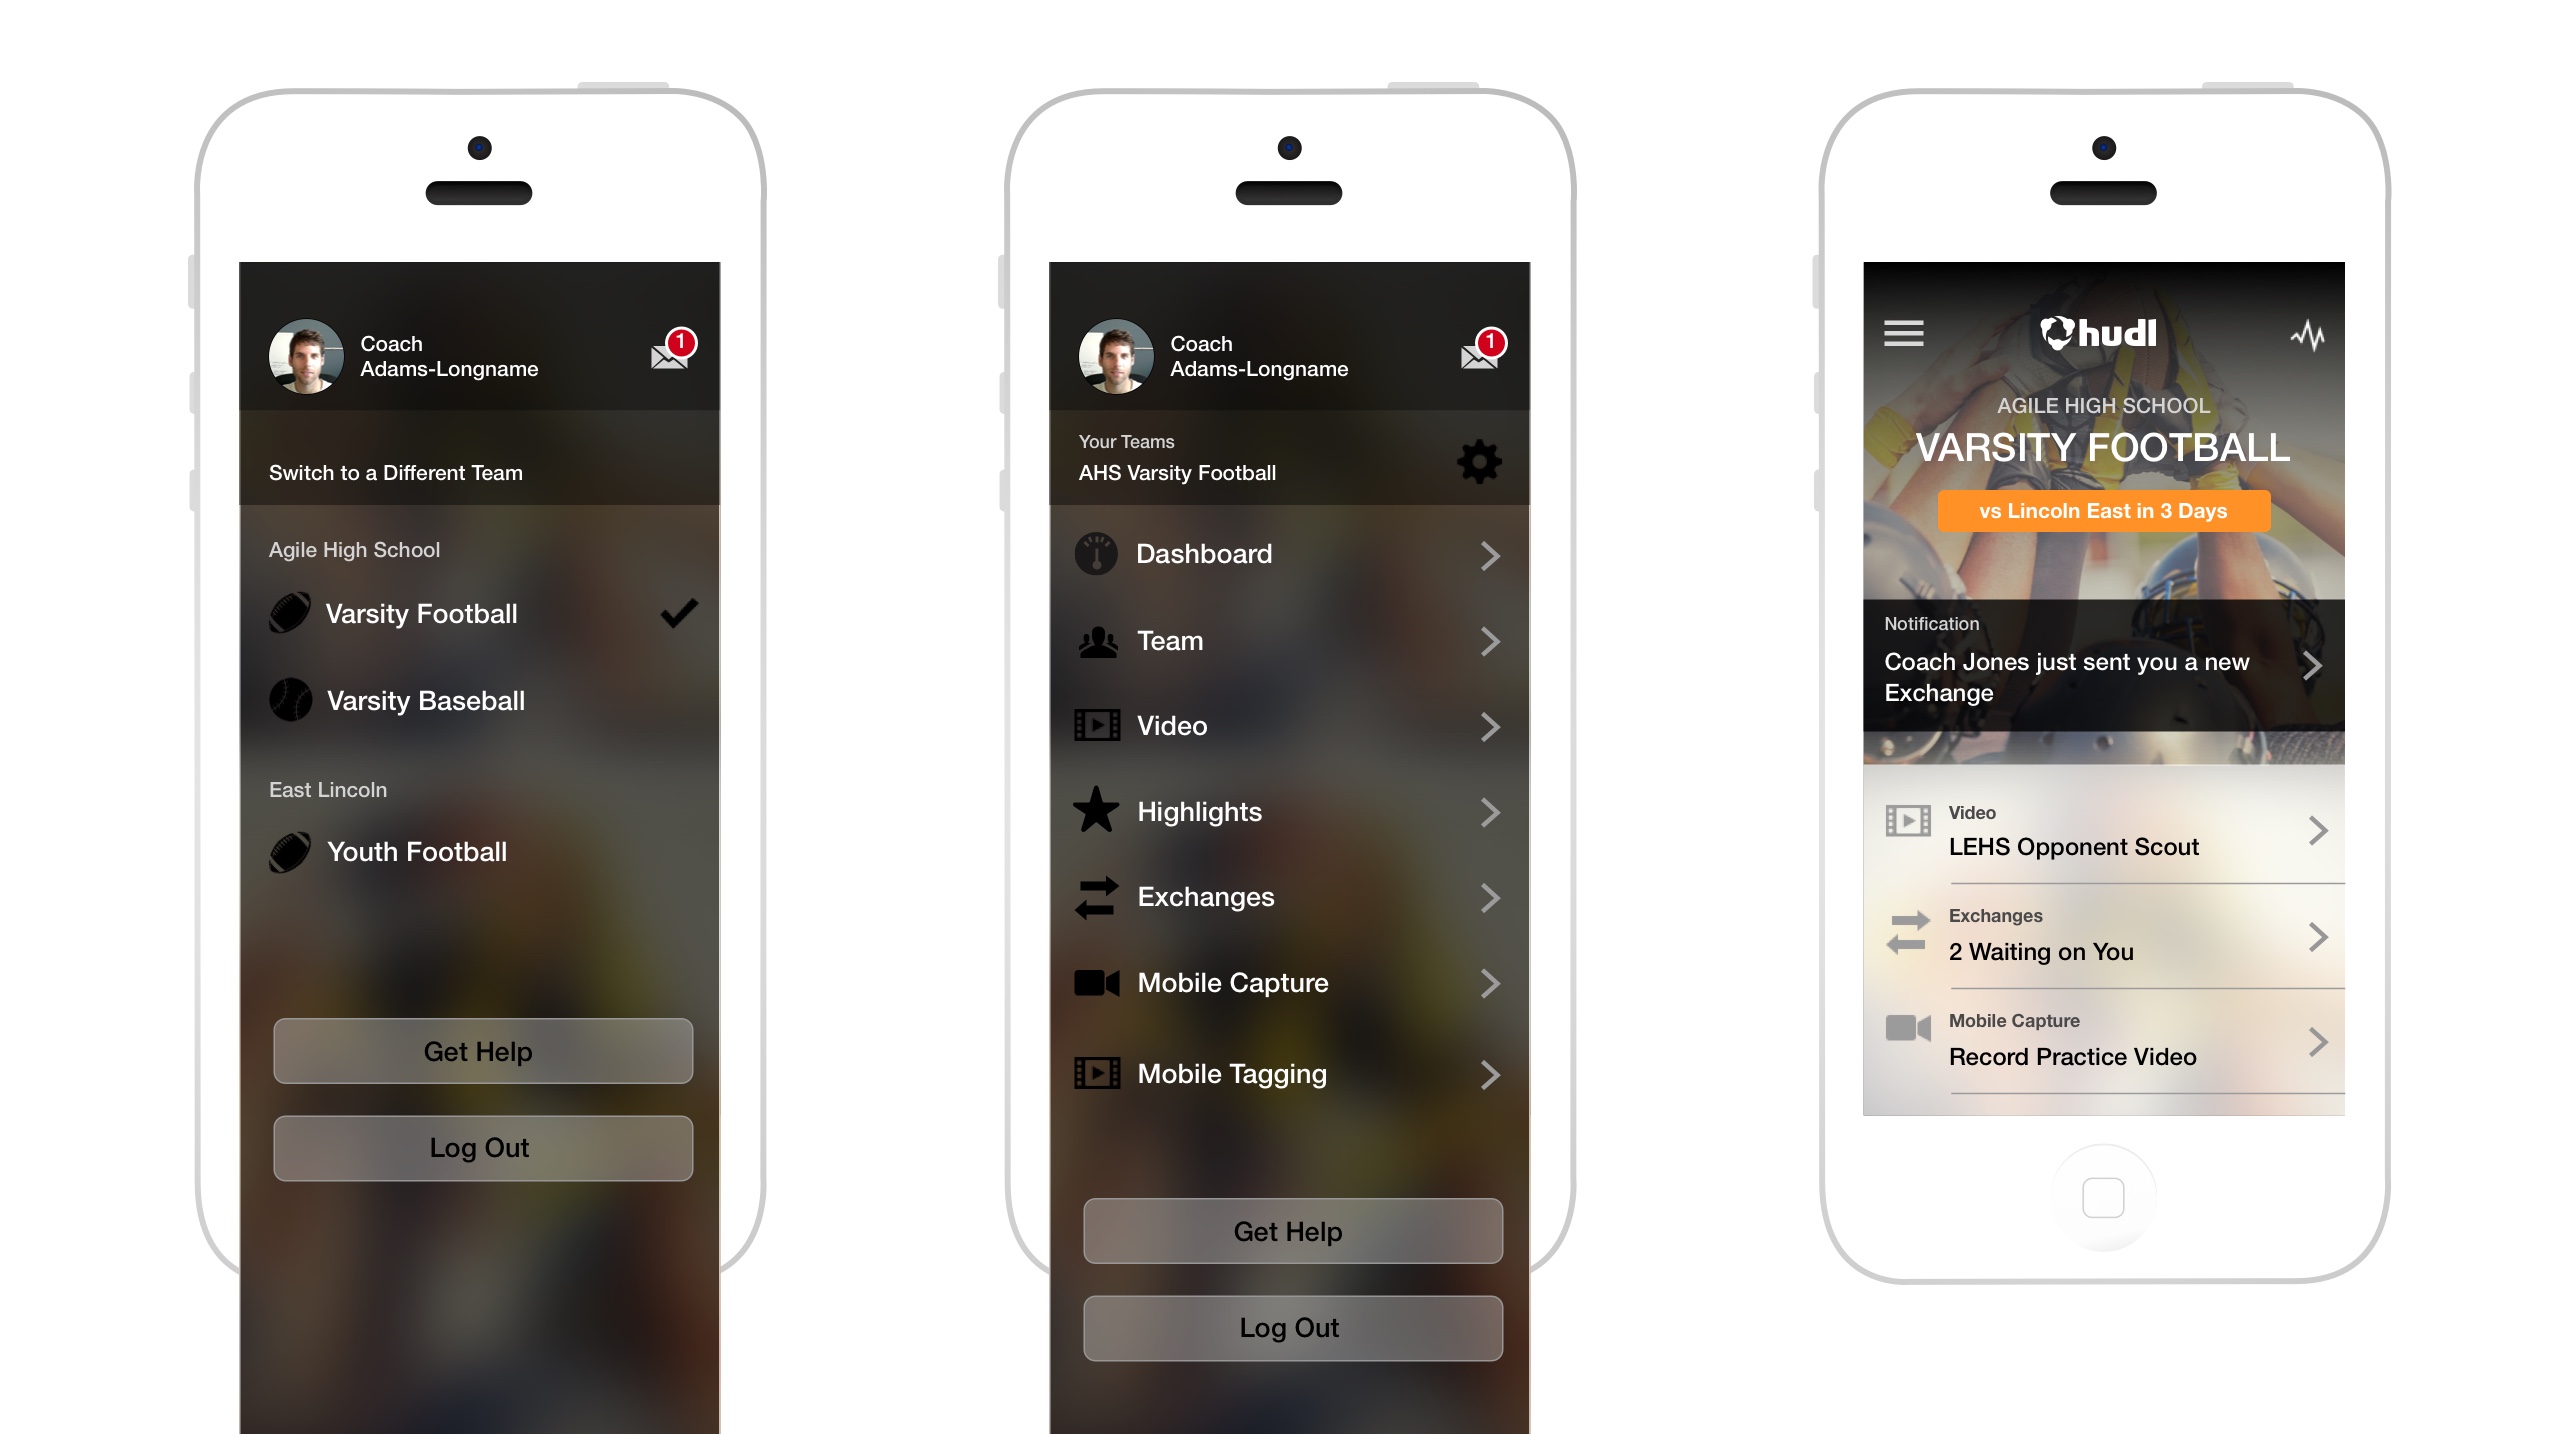 Coach
Adams-Longname
1
Switch to a Different Team
Agile High School
Varsity Football
Varsity Baseball
East Lincoln
Youth Football
Get Help
Log Out
Coach
Adams-Longname
1
Your Teams
AHS Varsity Football
Dashboard
Team
Video
Highlights
Exchanges
Mobile Capture
Mobile Tagging
Get Help
Log Out
hudl
AGILE HIGH SCHOOL
VARSITY FOOTBALL
vs Lincoln East in 3 Days
Notification
Coach Jones just sent you a new
Exchange
Video
LEHS Opponent Scout
Exchanges
2 Waiting on You
Mobile Capture
Record Practice Video